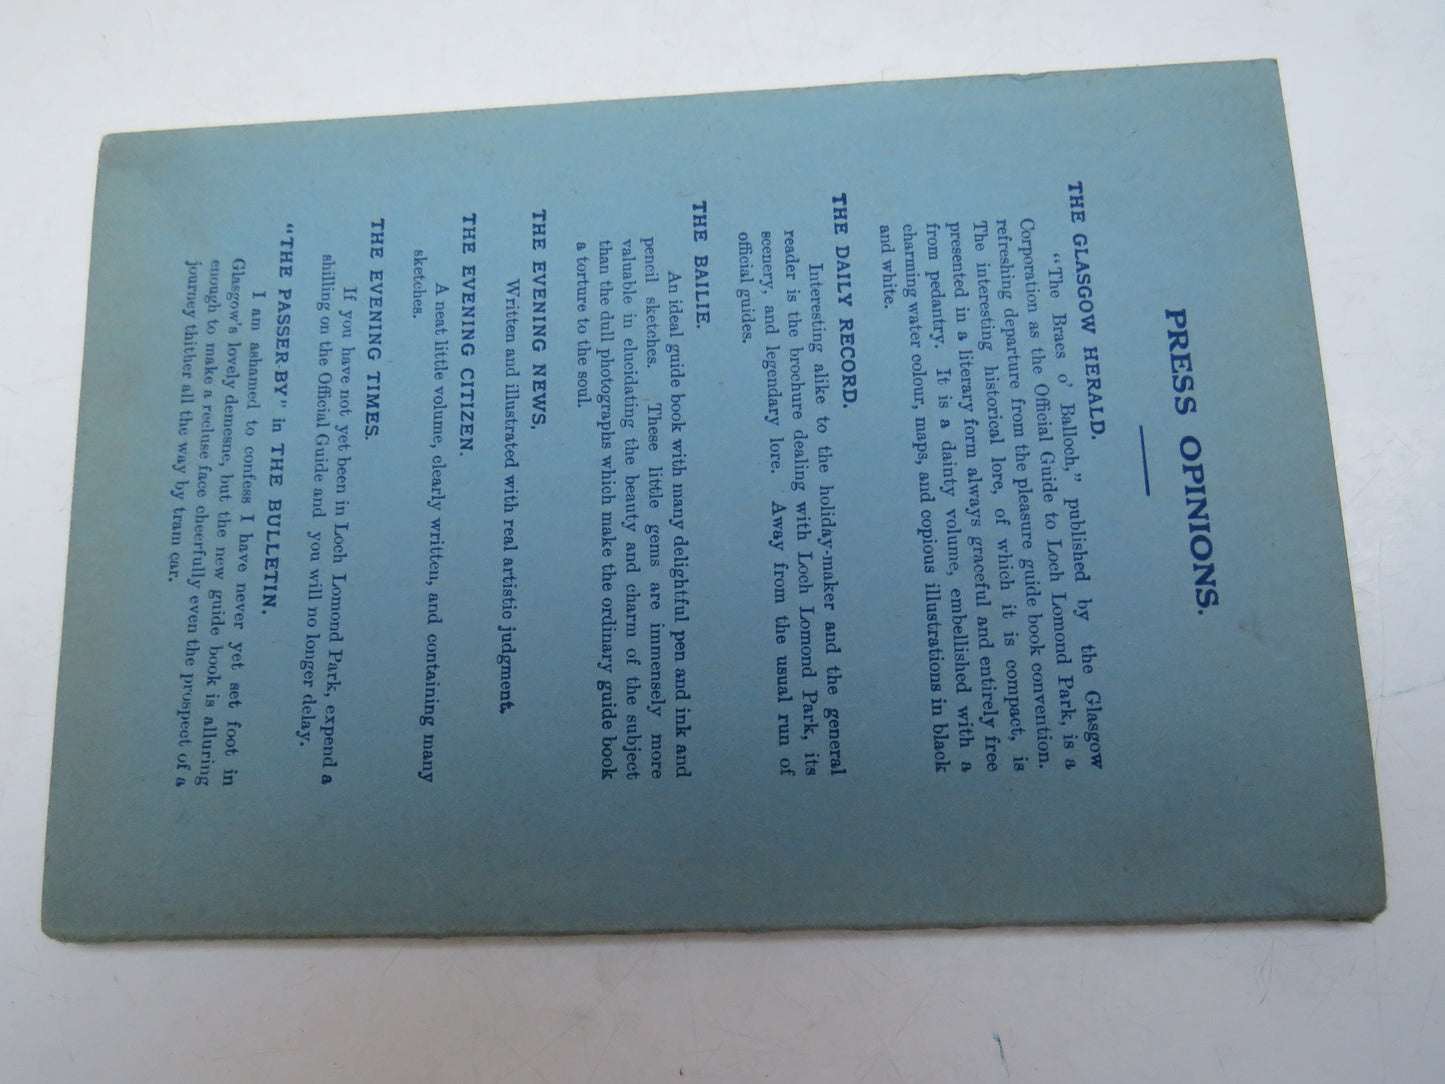 PRESS OPINIONS.
THE GLASGOW HERALD.
"The Braes o' Balloch," published by the Glasgow
Corporation as the Official Guide to Loch Lomond Park, is a
refreshing departure from the pleasure guide book convention.
The interesting historical lore, of which it is compact, is
presented in a literary form always graceful and entirely free
from pedantry. It is a dainty volume, embellished with a
charming water colour, maps, and copious illustrations in black
and white.
THE DAILY RECORD.
Interesting alike to the holiday-maker and the general
reader is the brochure dealing with Loch Lomond Park, its
scenery, and legendary lore. Away from the usual run of
official guides.
THE BAILIE.
An ideal guide book with many delightful pen and ink and
pencil sketches. These little gems are immensely more
valuable in elucidating the beauty and charm of the subject
than the dull photographs which make the ordinary guide book
a torture to the soul.
THE EVENING NEWS.
Written and illustrated with real artistic judgment.
THE EVENING CITIZEN.
A neat little volume, clearly written, and containing many
sketches.
THE EVENING TIMES.
If you have not yet been in Loch Lomond Park, expend a
shilling on the Official Guide and you will no longer delay.
"THE PASSER-BY" in THE BULLETIN.
I am ashamed to confess I have never yet set foot in
Glasgow's lovely demesne, but the new guide book is alluring
enough to make a recluse face cheerfully even the prospect of a
journey thither all the way by tram car.